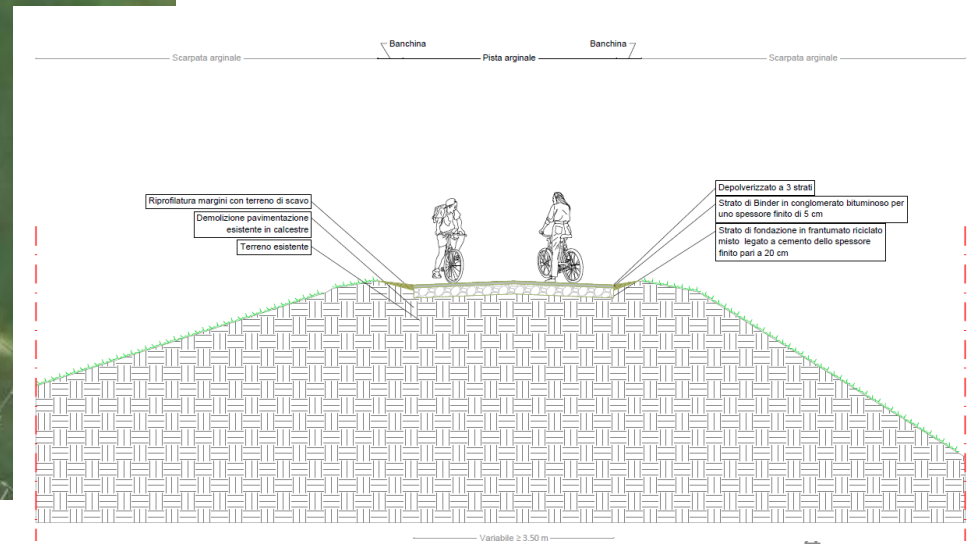 Banchina
Banchina
Scarpata arginale
Pista arginale
Scarpata arginale
Riprofilatura margini con terreno di scavo
Demolizione pavimentazione
esistente in calcestre
Terreno esistente
Depolverizzato a 3 strati
Strato di Binder in conglomerato bituminoso per
uno spessore finito di 5 cm
Strato di fondazione in frantumato riciclato
misto legato a cemento dello spessore
finito pari a 20 cm
Variabile ≥ 3.50 m